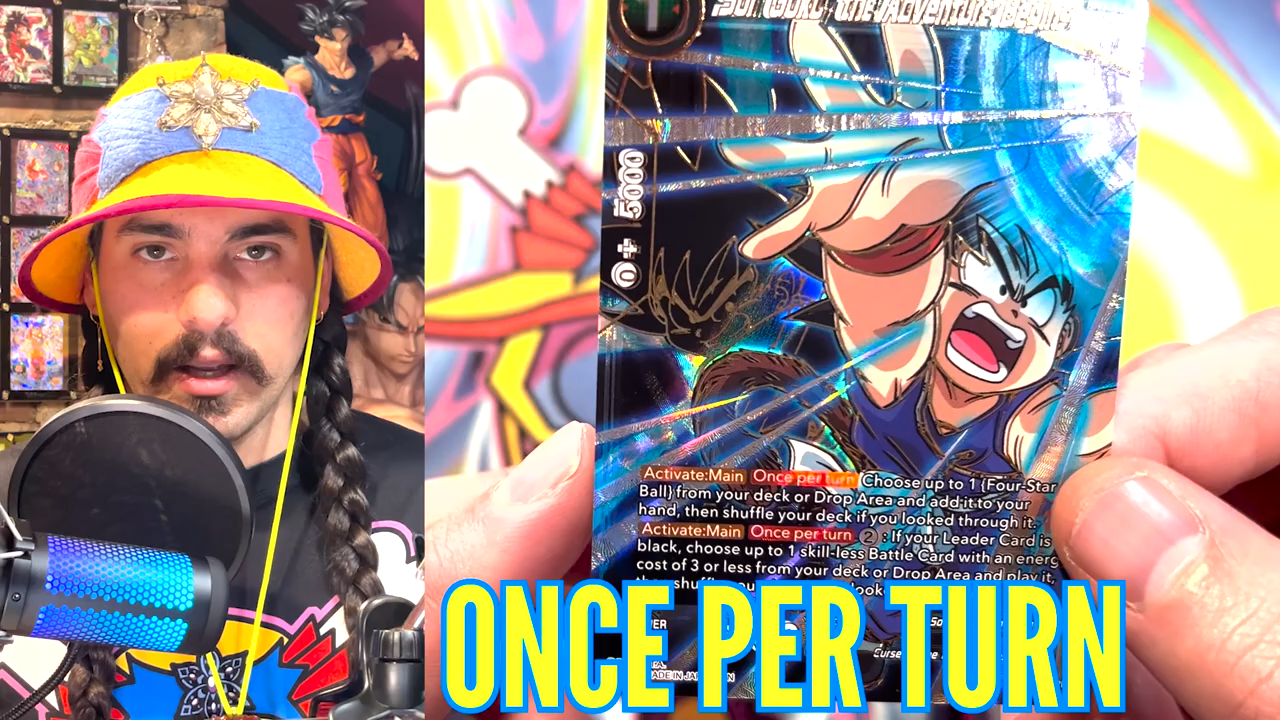 1
Son Goku, the Adventure Begins
0 + 5000
Activate:Main Once per turn Choose up to 1 {Four-Star
Ball} from your deck or Drop Area and add it to your
hand, then shuffle your deck if you looked through it.
Activate:Main Once per turn 2 : If your Leader Card is
black, choose up to 1 skill-less Battle Card with an energy
cost of 3 or less from your deck or Drop Area and play it,
ONCE PER TURN